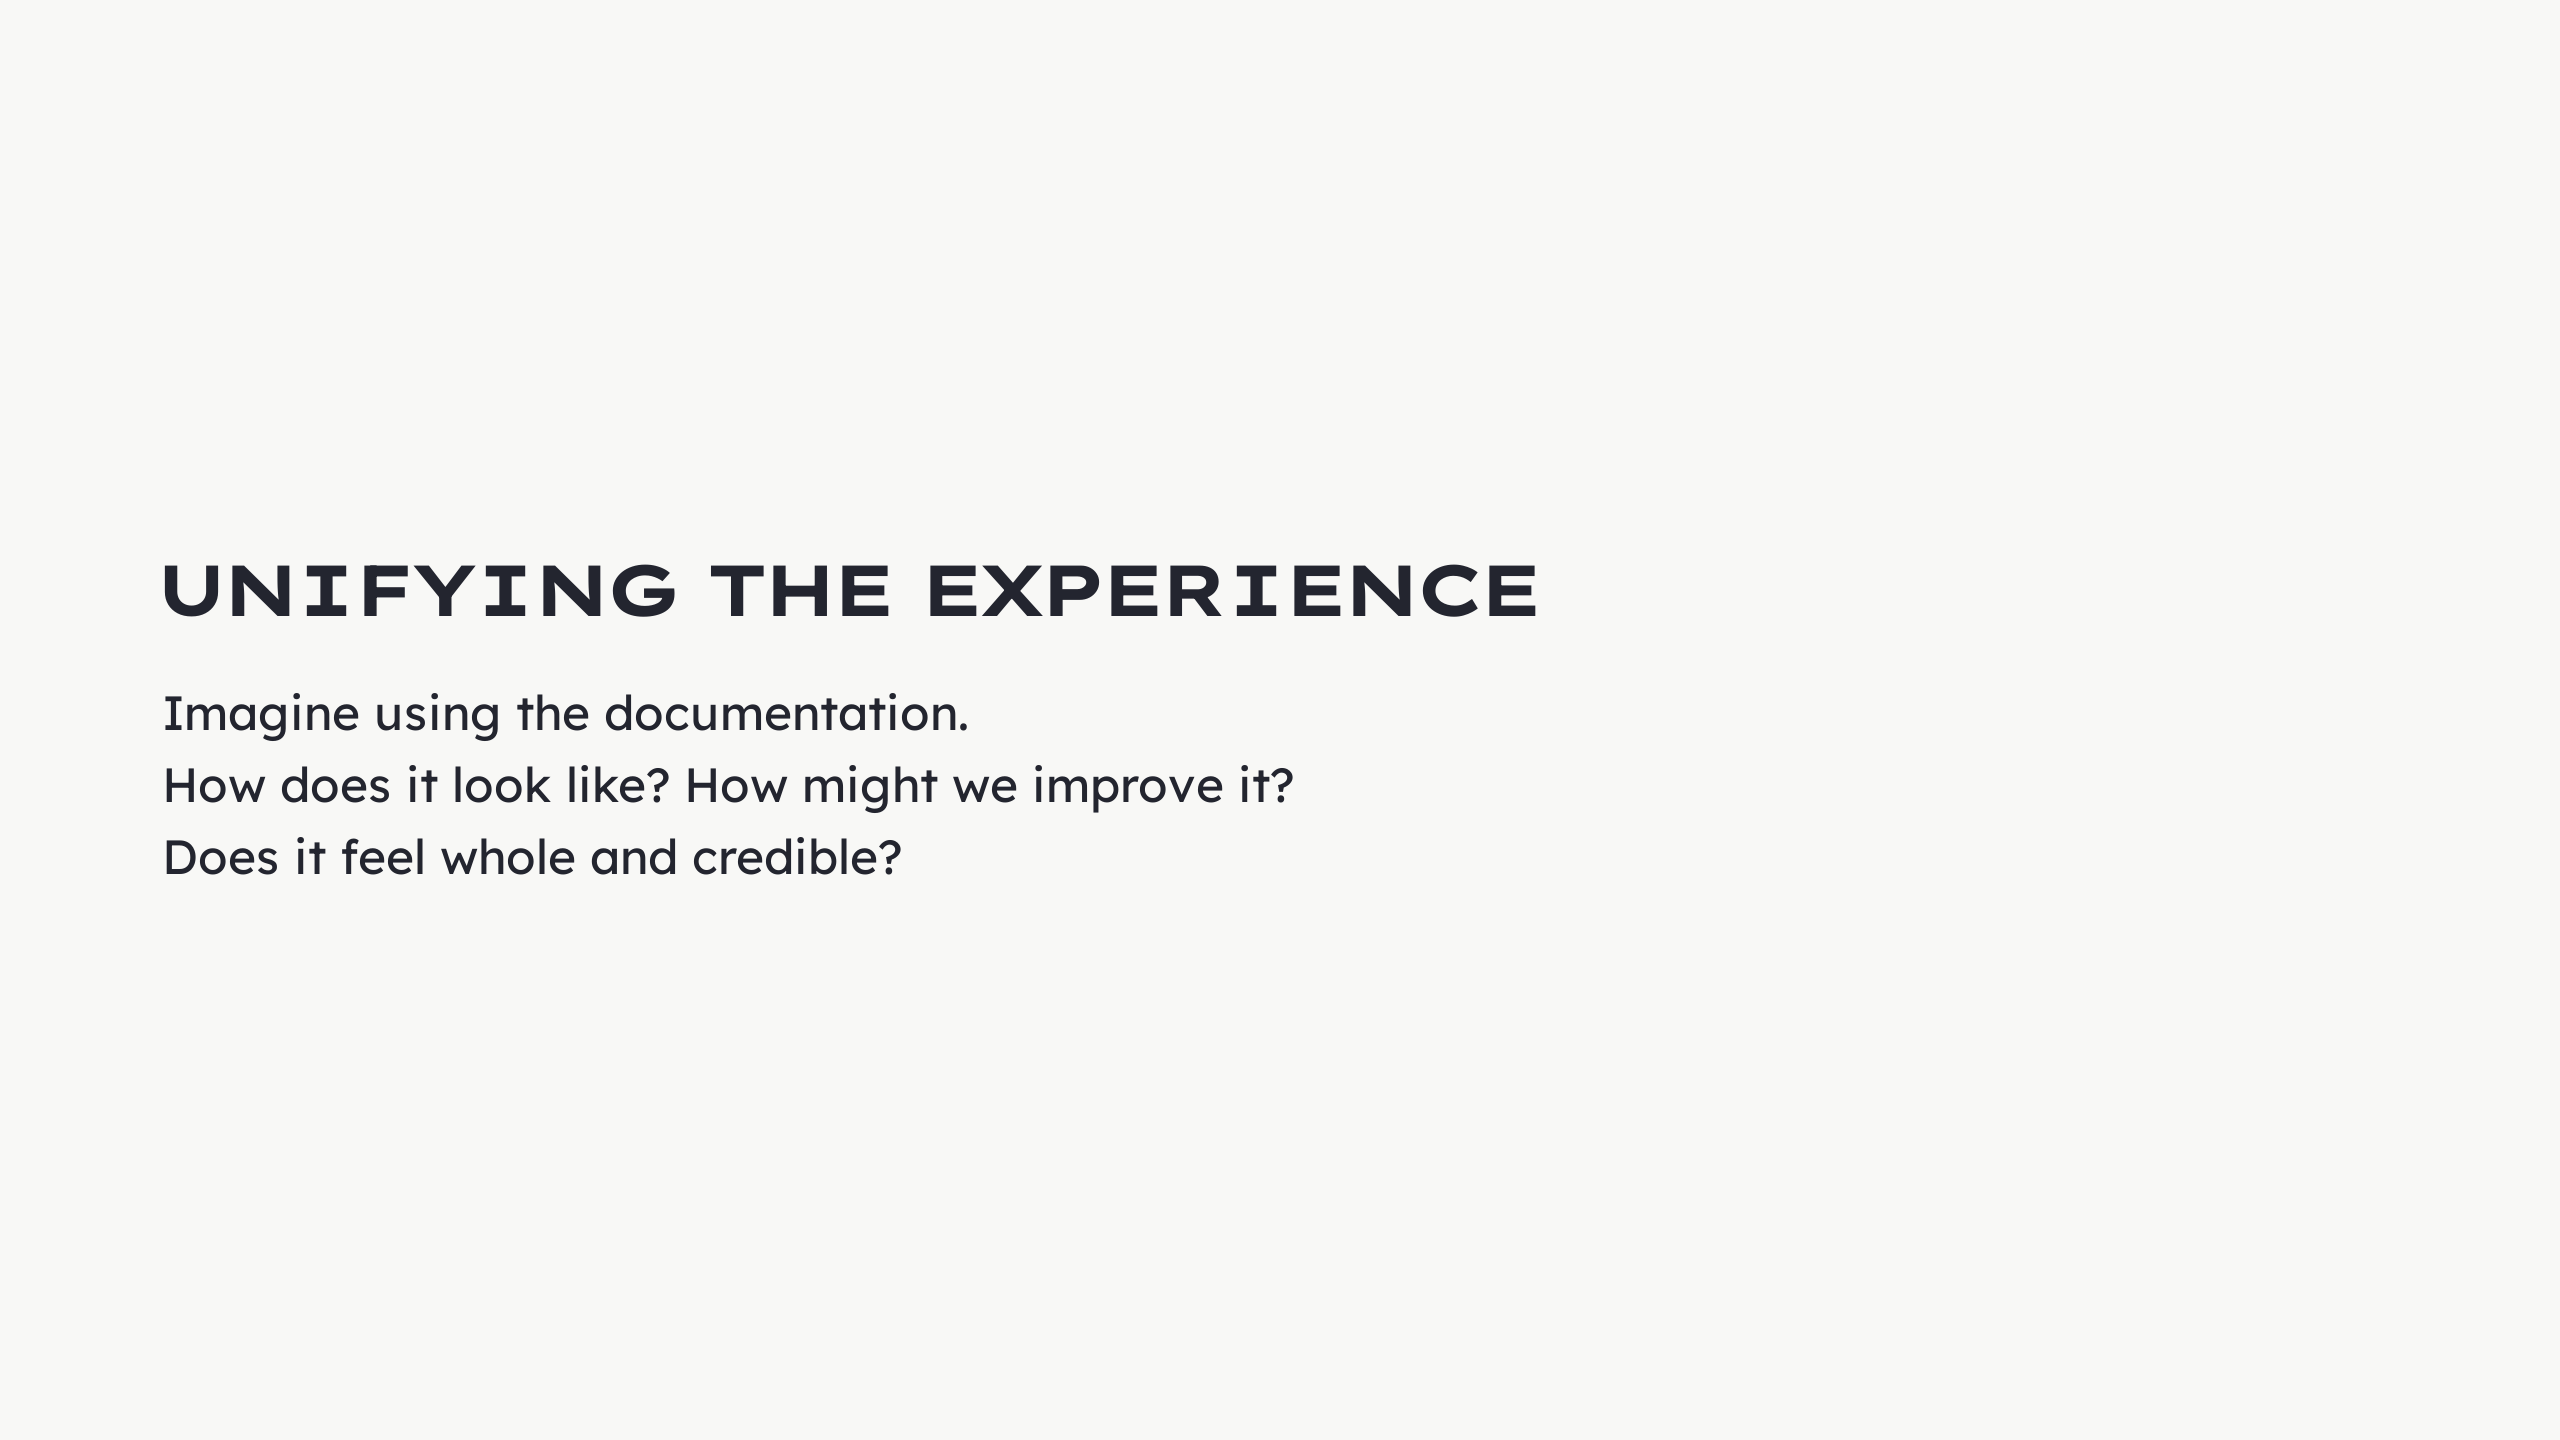 UNIFYING THE EXPERIENCE
Imagine using the documentation.
How does it look like? How might we improve it?
Does it feel whole and credible?